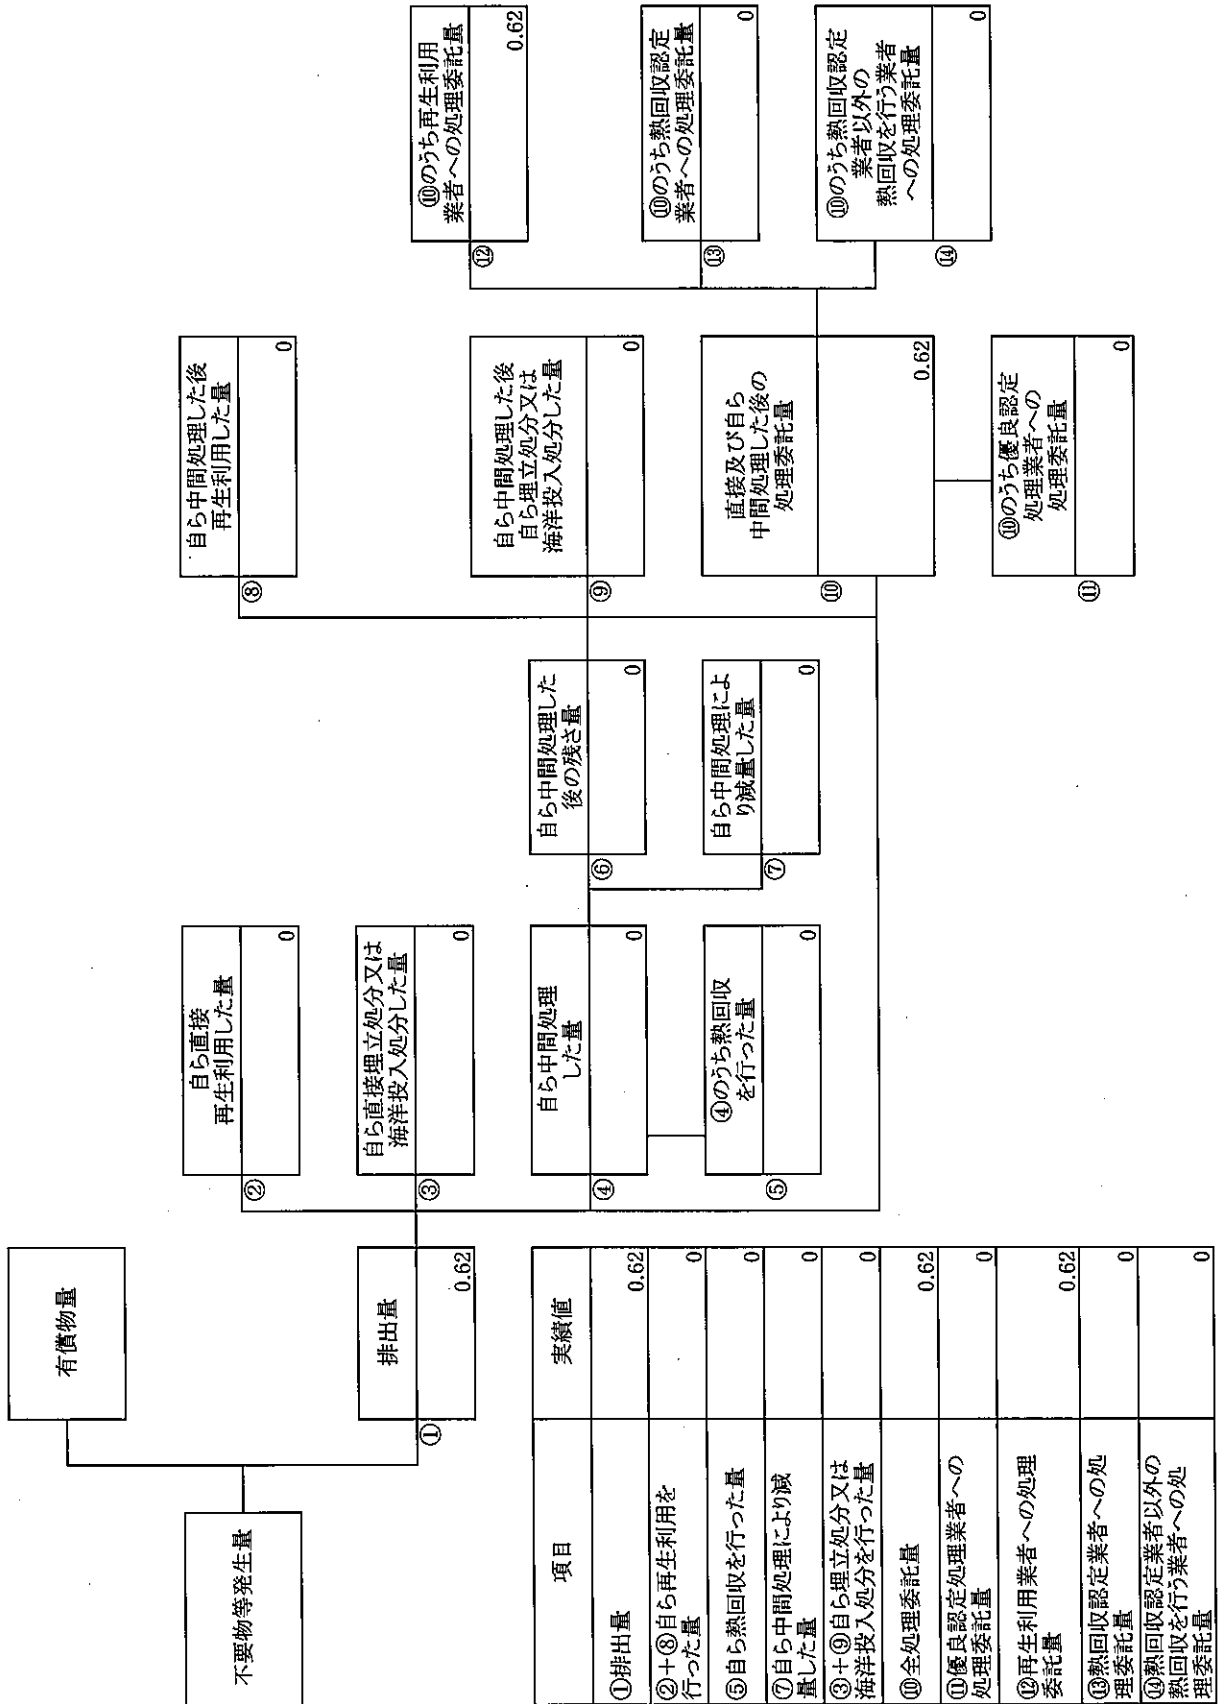 不要物等発生量
有償物量
①
排出量
0.62
②
自ら直接
再生利用した量
0
③
自ら直接埋立処分又は
海洋投入処分した量
0
④
自ら中間処理
した量
0
⑤
④のうち熱回収
を行った量
0
⑥
自ら中間処理した
後の残さ量
0
⑦
自ら中間処理によ
り減量した量
0
⑧
自ら中間処理した後
再生利用した量
0
⑨
自ら中間処理した後
自ら埋立処分又は
海洋投入処分した量
0
⑩
直接及び自ら
中間処理した後の
処理委託量
0.62
⑪
⑩のうち優良認定
処理業者への
処理委託量
0
⑫
⑩のうち再生利用
業者への処理委託量
0.62
⑬
⑩のうち熱回収認定
業者への処理委託量
0
⑭
⑩のうち熱回収認定
業者以外の
熱回収を行う業者
への処理委託量
0
項目 実績値
①排出量 0.62
②+⑧自ら再生利用を
行った量 0
⑤自ら熱回収を行った量 0
⑦自ら中間処理により減
量した量 0
③+⑨自ら埋立処分又は
海洋投入処分を行った量 0
⑩全処理委託量 0.62
⑪優良認定処理業者への
処理委託量 0
⑫再生利用業者への処理
委託量 0.62
⑬熱回収認定業者への処
理委託量 0
⑭熱回収認定業者以外の
熱回収を行う業者への処
理委託量 0